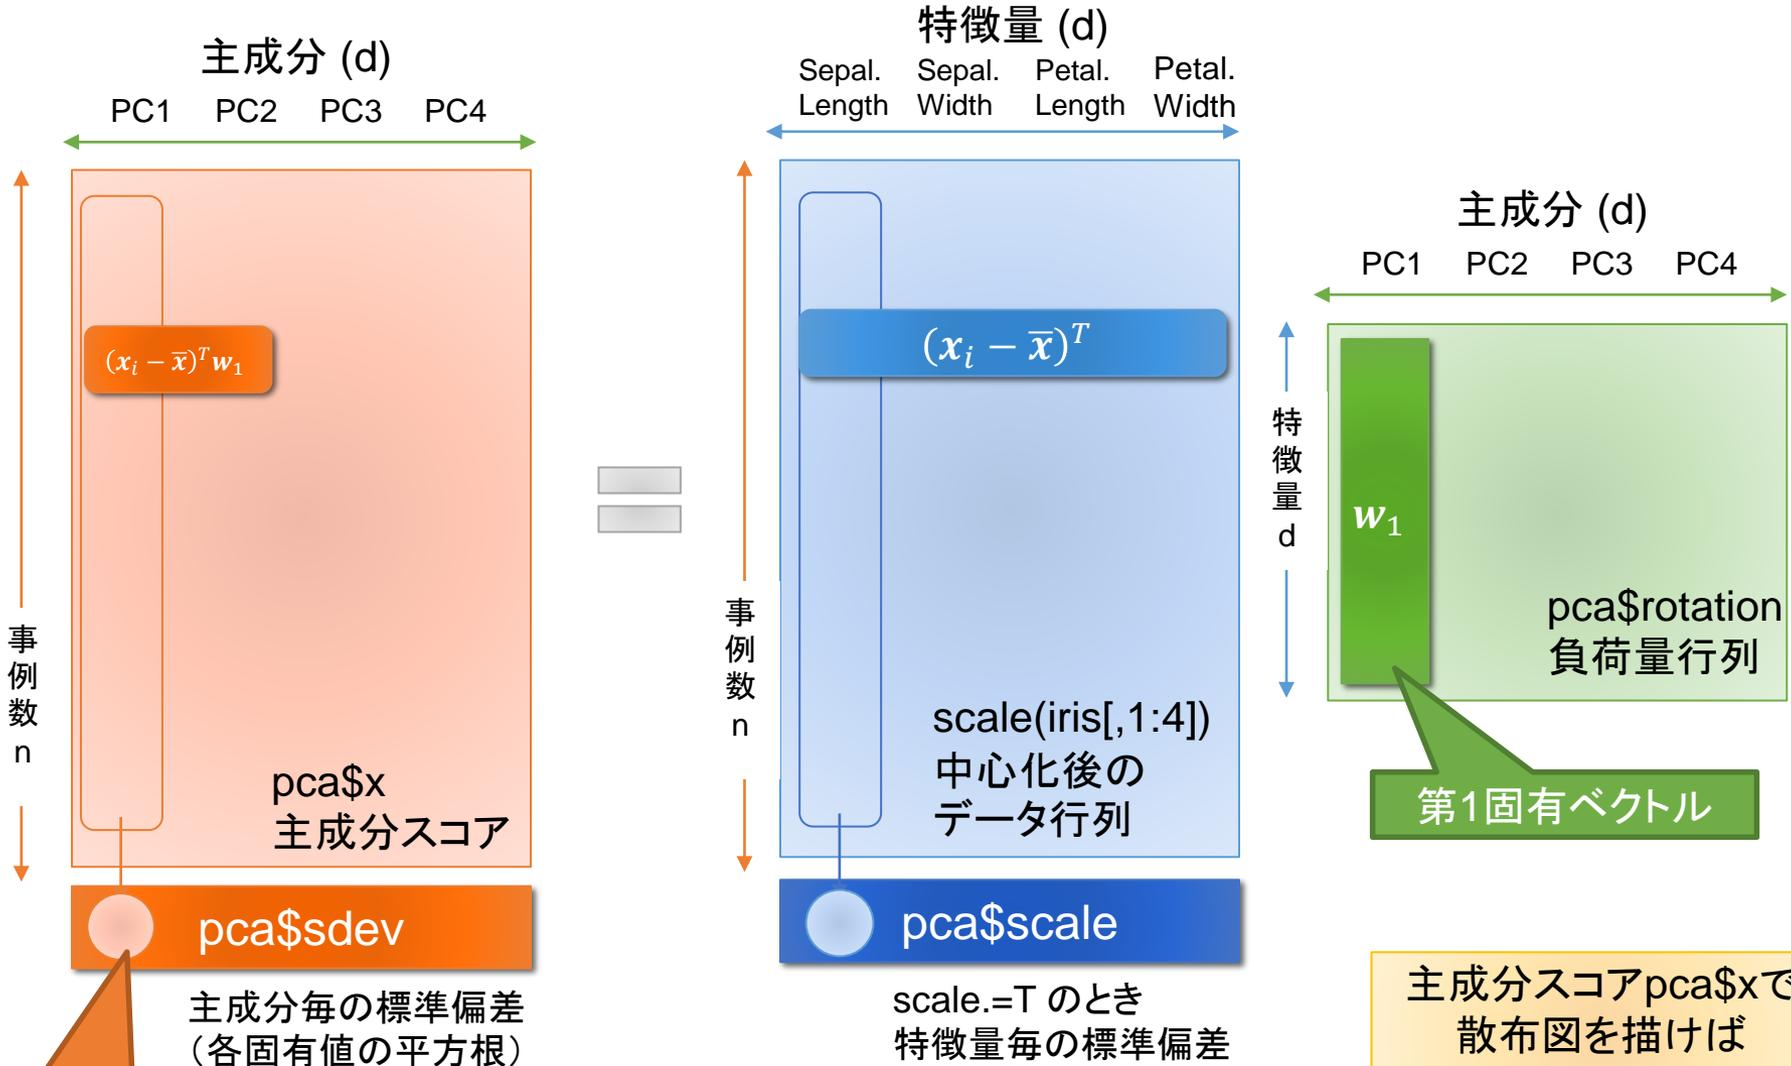 主成分 (d)
PC1 PC2 PC3 PC4
事例数 n
(x_i − x̄)^T w_1
pca$x
主成分スコア
pca$sdev
主成分毎の標準偏差
（各固有値の平方根）
特徴量 (d)
Sepal. Sepal. Petal. Petal.
Length Width Length Width
事例数 n
(x_i − x̄)^T
scale(iris[,1:4])
中心化後の
データ行列
pca$scale
scale.=T のとき
特徴量毎の標準偏差
主成分 (d)
PC1 PC2 PC3 PC4
特徴量 d
w_1
pca$rotation
負荷量行列
第1固有ベクトル
主成分スコアpca$xで
散布図を描けば